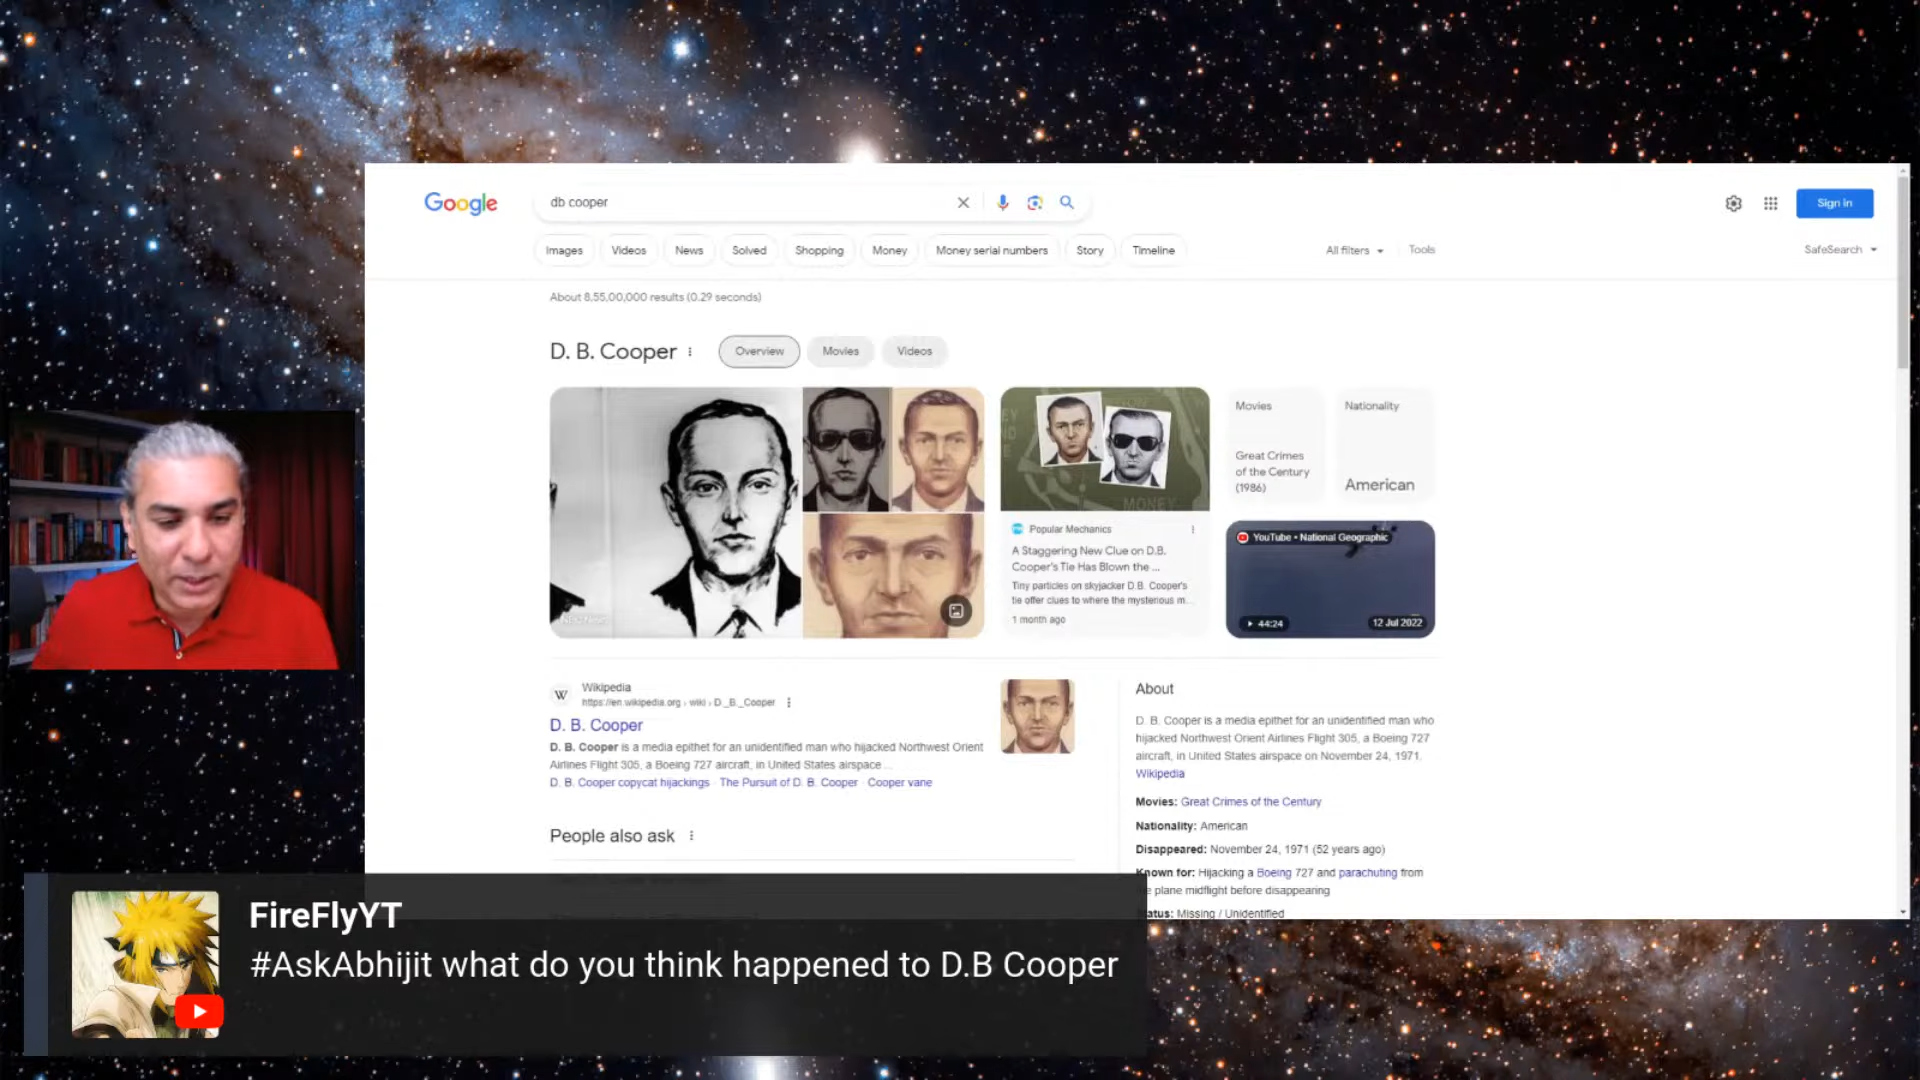 Google
db cooper
Sign in
Images
Videos
News
Solved
Shopping
Money
Money serial numbers
Story
Timeline
All filters
Tools
SafeSearch
About 8,55,00,000 results (0.29 seconds)
D. B. Cooper
Overview
Movies
Videos
Popular Mechanics
A Staggering New Clue on D.B.
Cooper's Tie Has Blown the ...
Tiny particles on skyjacker D.B. Cooper's
tie offer clues to where the mysterious m...
1 month ago
MONEY
Movies
Great Crimes
of the Century
(1986)
Nationality
American
YouTube • National Geographic
44:24
12 Jul 2022
W
Wikipedia
https://en.wikipedia.org › wiki › D._B._Cooper
D. B. Cooper
D. B. Cooper is a media epithet for an unidentified man who hijacked Northwest Orient
Airlines Flight 305, a Boeing 727 aircraft, in United States airspace ...
D. B. Cooper copycat hijackings · The Pursuit of D. B. Cooper · Cooper vane
People also ask
About
D. B. Cooper is a media epithet for an unidentified man who
hijacked Northwest Orient Airlines Flight 305, a Boeing 727
aircraft, in United States airspace on November 24, 1971.
Wikipedia
Movies: Great Crimes of the Century
Nationality: American
Disappeared: November 24, 1971 (52 years ago)
Known for: Hijacking a Boeing 727 and parachuting from
plane midflight before disappearing
Missing / Unidentified
FireFlyYT
#AskAbhijit what do you think happened to D.B Cooper